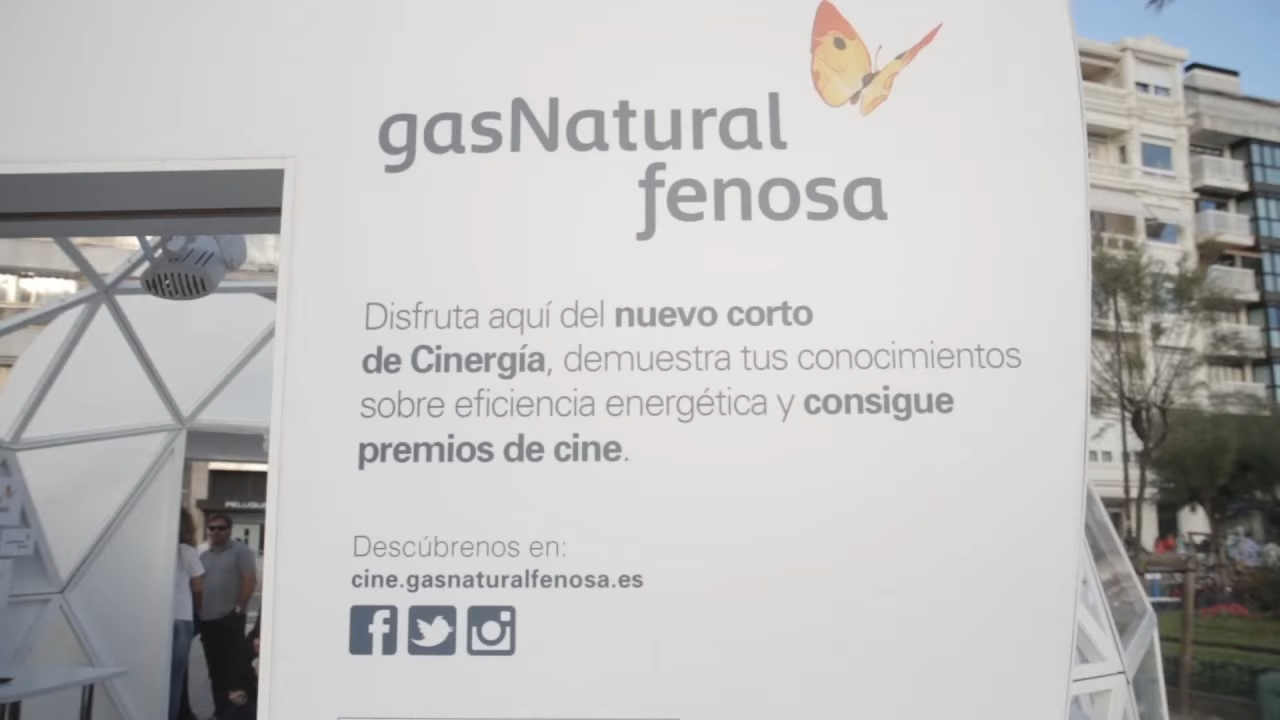 gasNatural
fenosa
Disfruta aquí del nuevo corto
de Cinergía, demuestra tus conocimientos
sobre eficiencia energética y consigue
premios de cine.
Descúbrenos en:
cine.gasnaturalfenosa.es